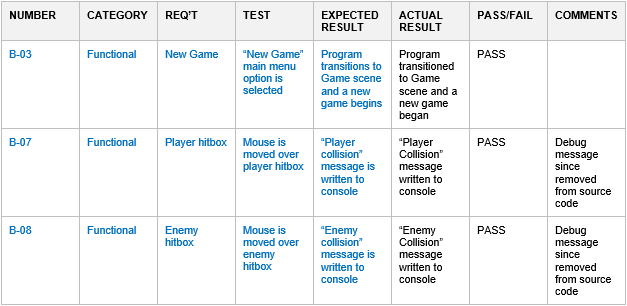 NUMBER CATEGORY REQ'T TEST EXPECTED RESULT ACTUAL RESULT PASS/FAIL COMMENTS
B-03 Functional New Game “New Game” main menu option is selected Program transitions to Game scene and a new game begins Program transitioned to Game scene and a new game began PASS
B-07 Functional Player hitbox Mouse is moved over player hitbox “Player collision” message is written to console “Player Collision” message written to console PASS Debug message since removed from source code
B-08 Functional Enemy hitbox Mouse is moved over enemy hitbox “Enemy collision” message is written to console “Enemy Collision” message written to console PASS Debug message since removed from source code